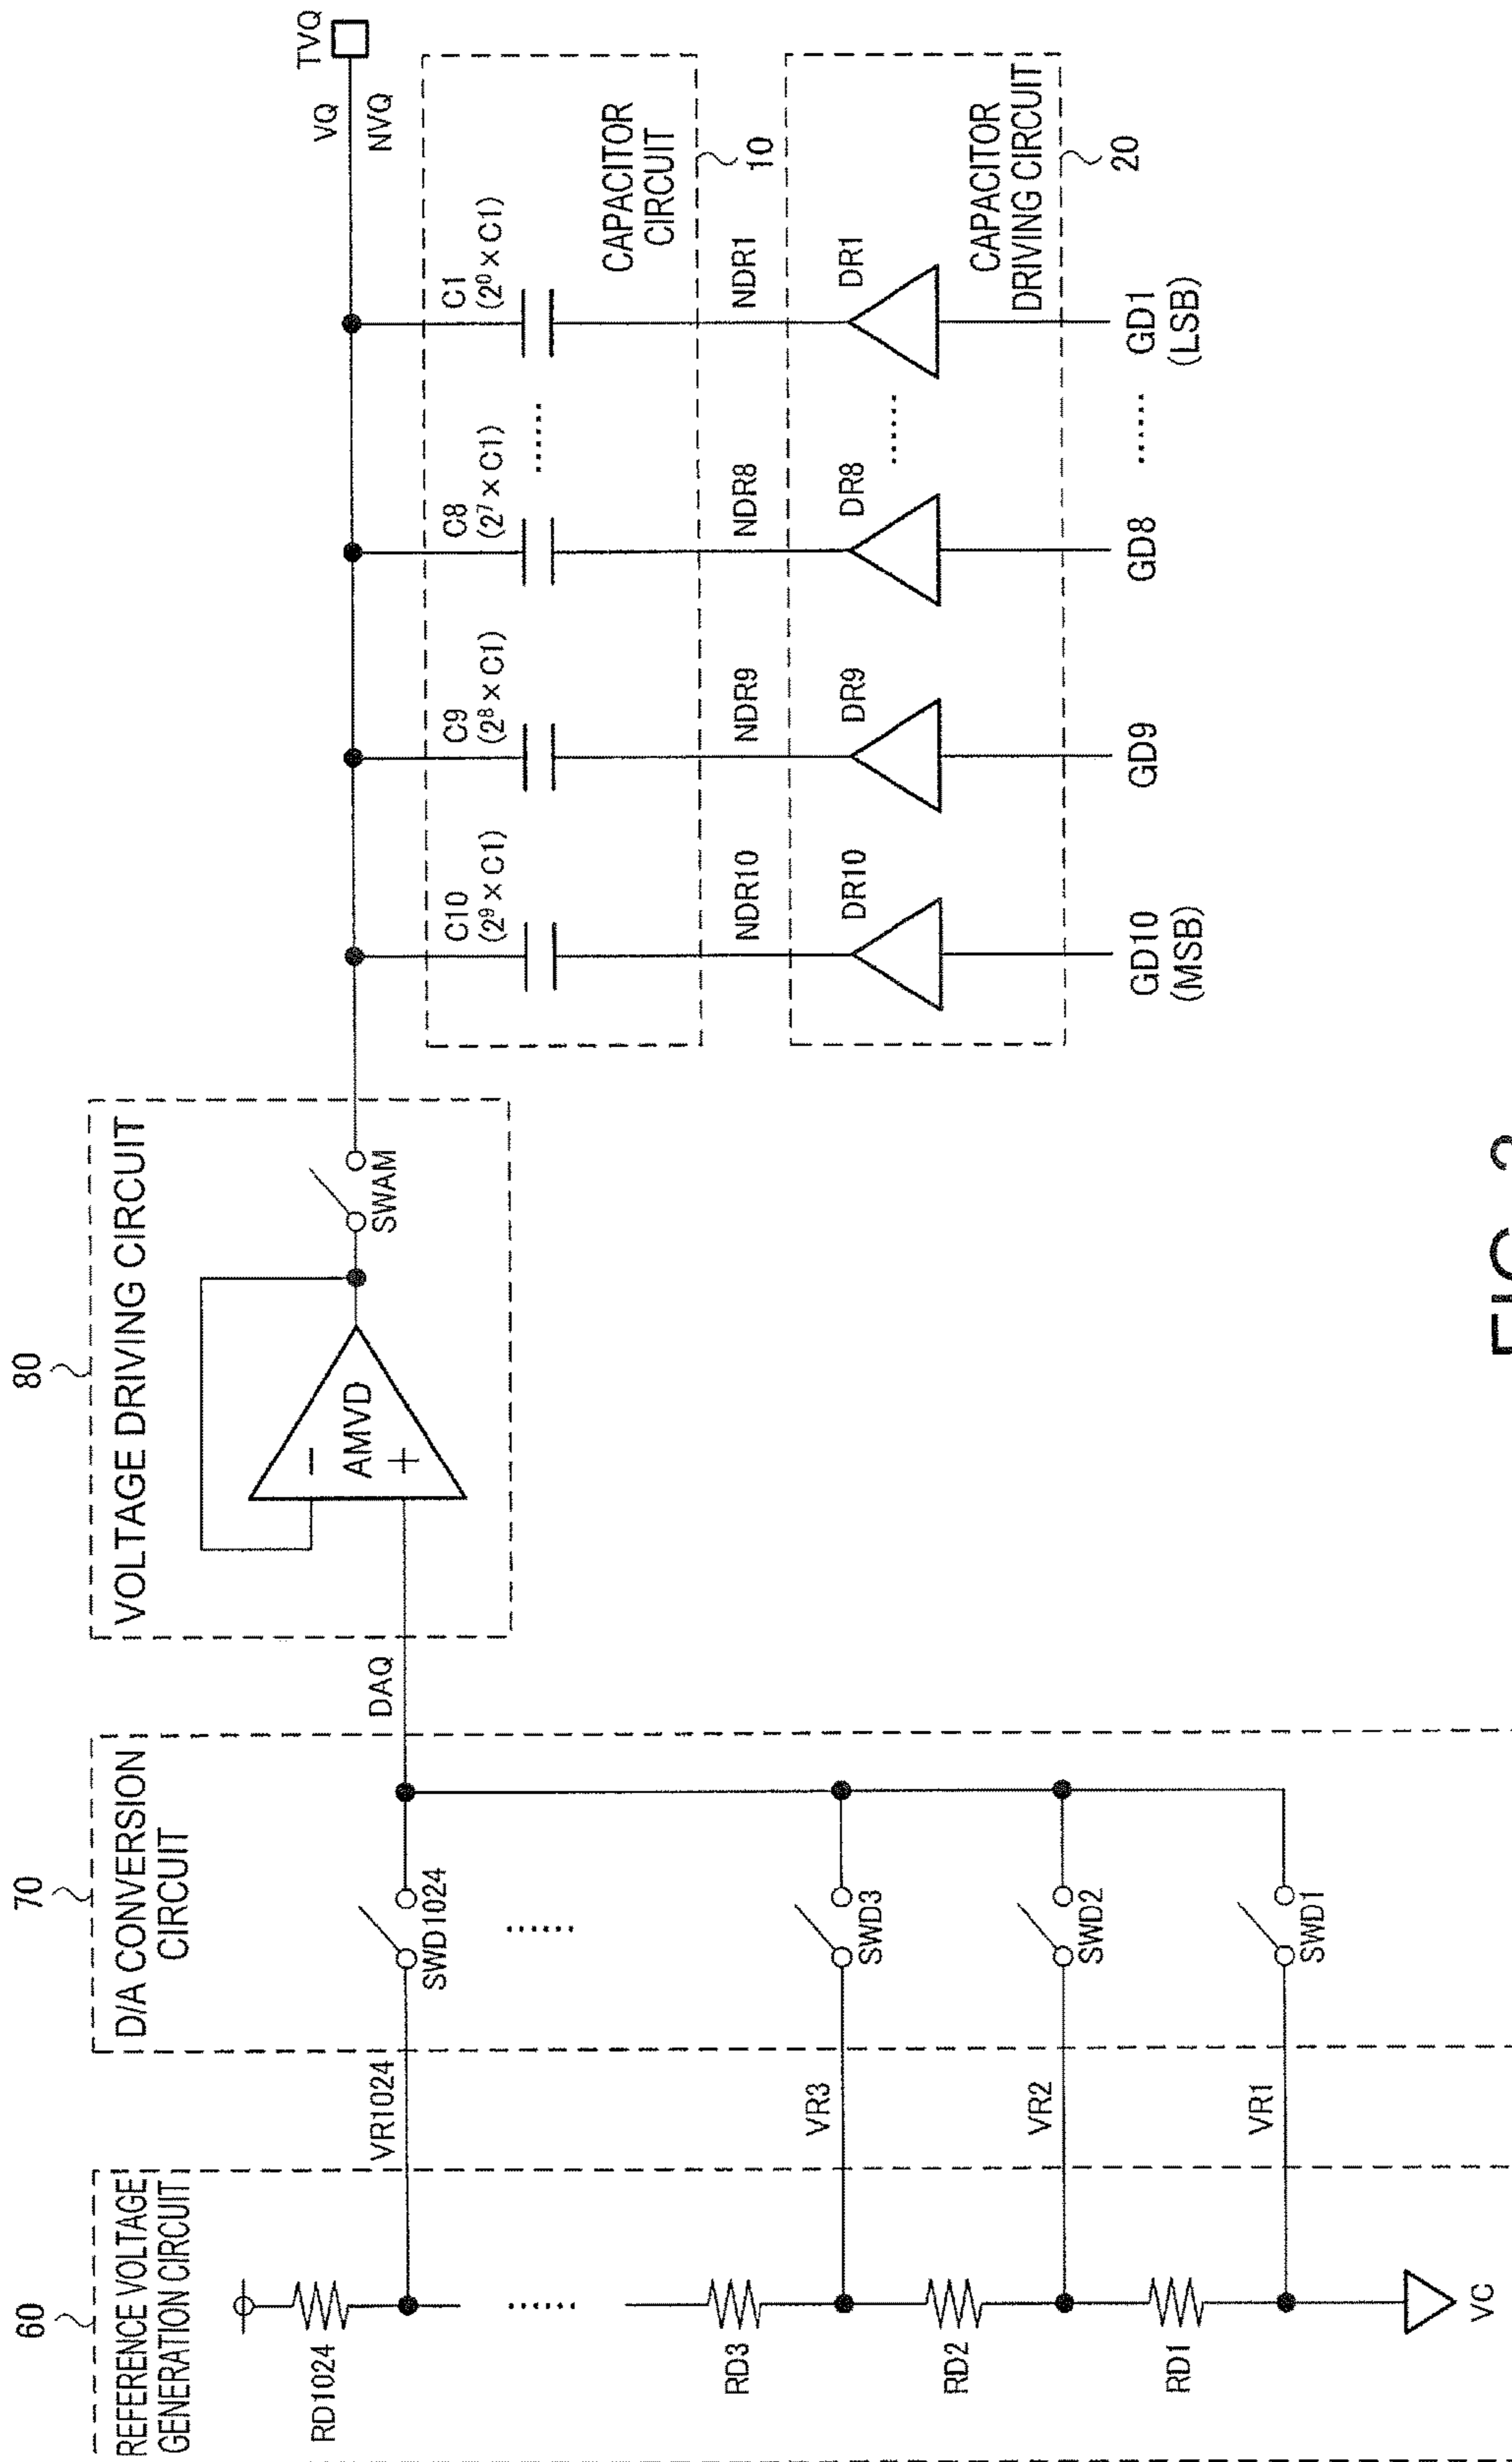 60
REFERENCE VOLTAGE
GENERATION CIRCUIT
RD1024
RD3
RD2
RD1
VC
VR1024
VR3
VR2
VR1
70
D/A CONVERSION
CIRCUIT
SWD1024
SWD3
SWD2
SWD1
DAQ
80
VOLTAGE DRIVING CIRCUIT
−
AMVD
+
SWAM
C10
(2⁹ × C1)
C9
(2⁸ × C1)
C8
(2⁷ × C1)
C1
(2⁰ × C1)
VQ
NVQ
TVQ
CAPACITOR
CIRCUIT
10
NDR10
NDR9
NDR8
NDR1
DR10
DR9
DR8
DR1
CAPACITOR
DRIVING CIRCUIT
20
GD10
(MSB)
GD9
GD8
GD1
(LSB)